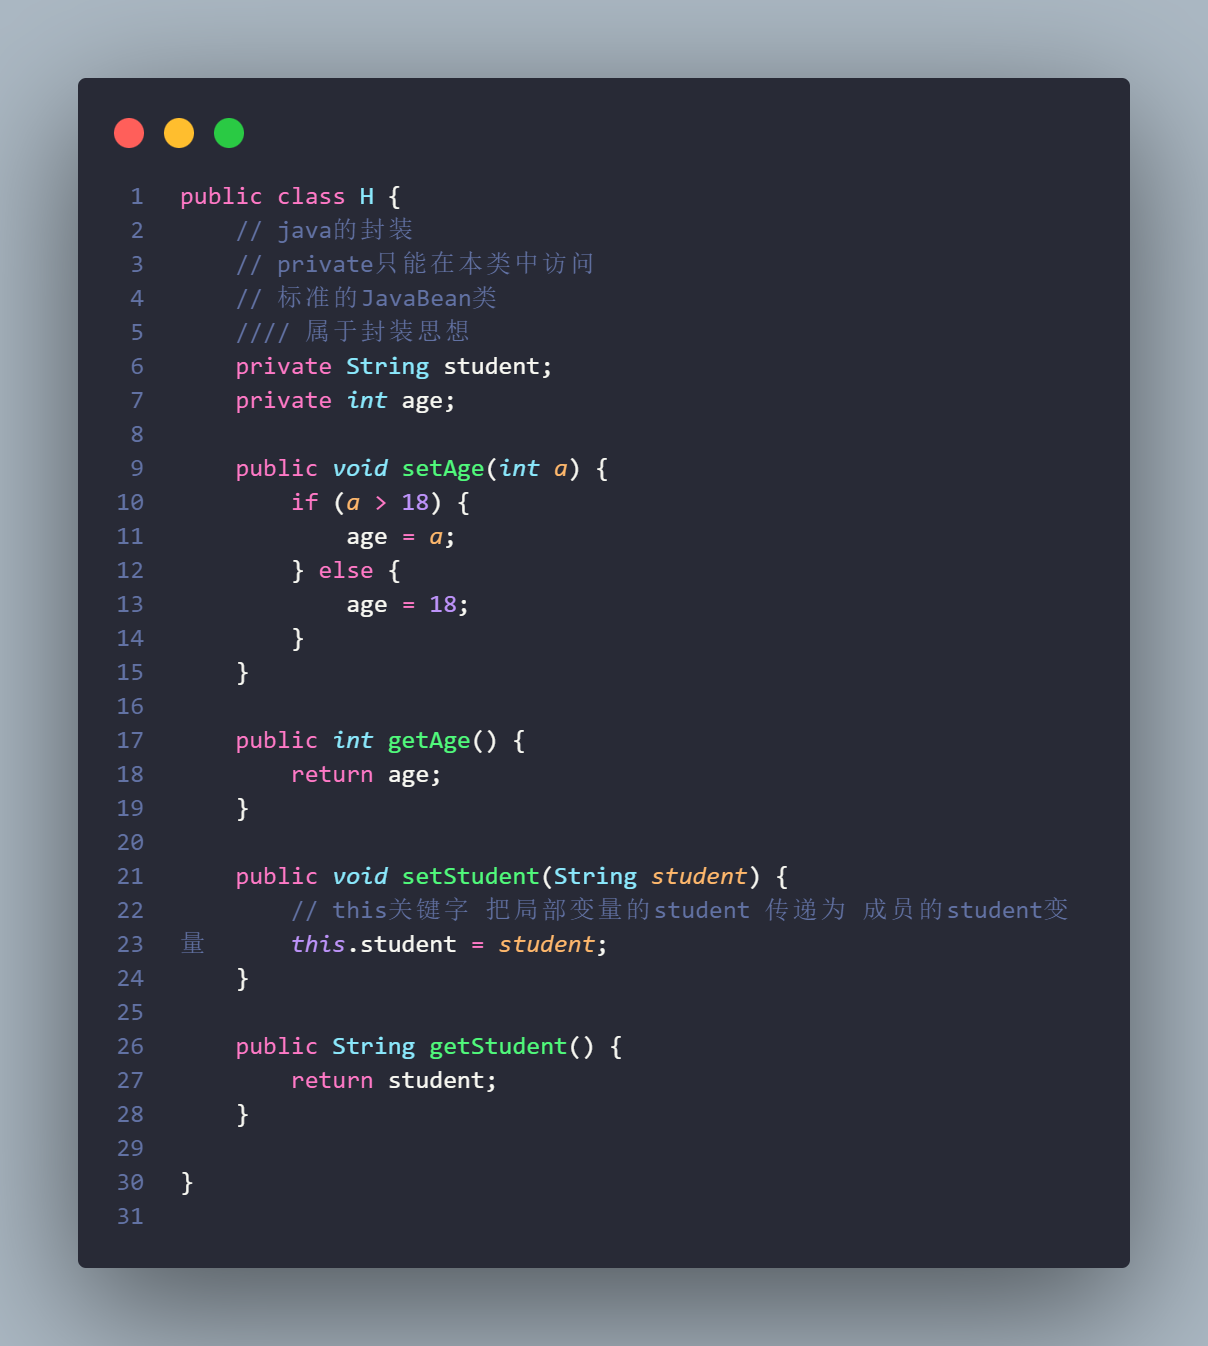 1 public class H {
2     // java的封装
3     // private只能在本类中访问
4     // 标准的JavaBean类
5     //// 属于封装思想
6     private String student;
7     private int age;
8
9     public void setAge(int a) {
10         if (a > 18) {
11             age = a;
12         } else {
13             age = 18;
14         }
15     }
16
17     public int getAge() {
18         return age;
19     }
20
21     public void setStudent(String student) {
22         // this关键字 把局部变量的student 传递为 成员的student变
23 量       this.student = student;
24     }
25
26     public String getStudent() {
27         return student;
28     }
29
30 }
31